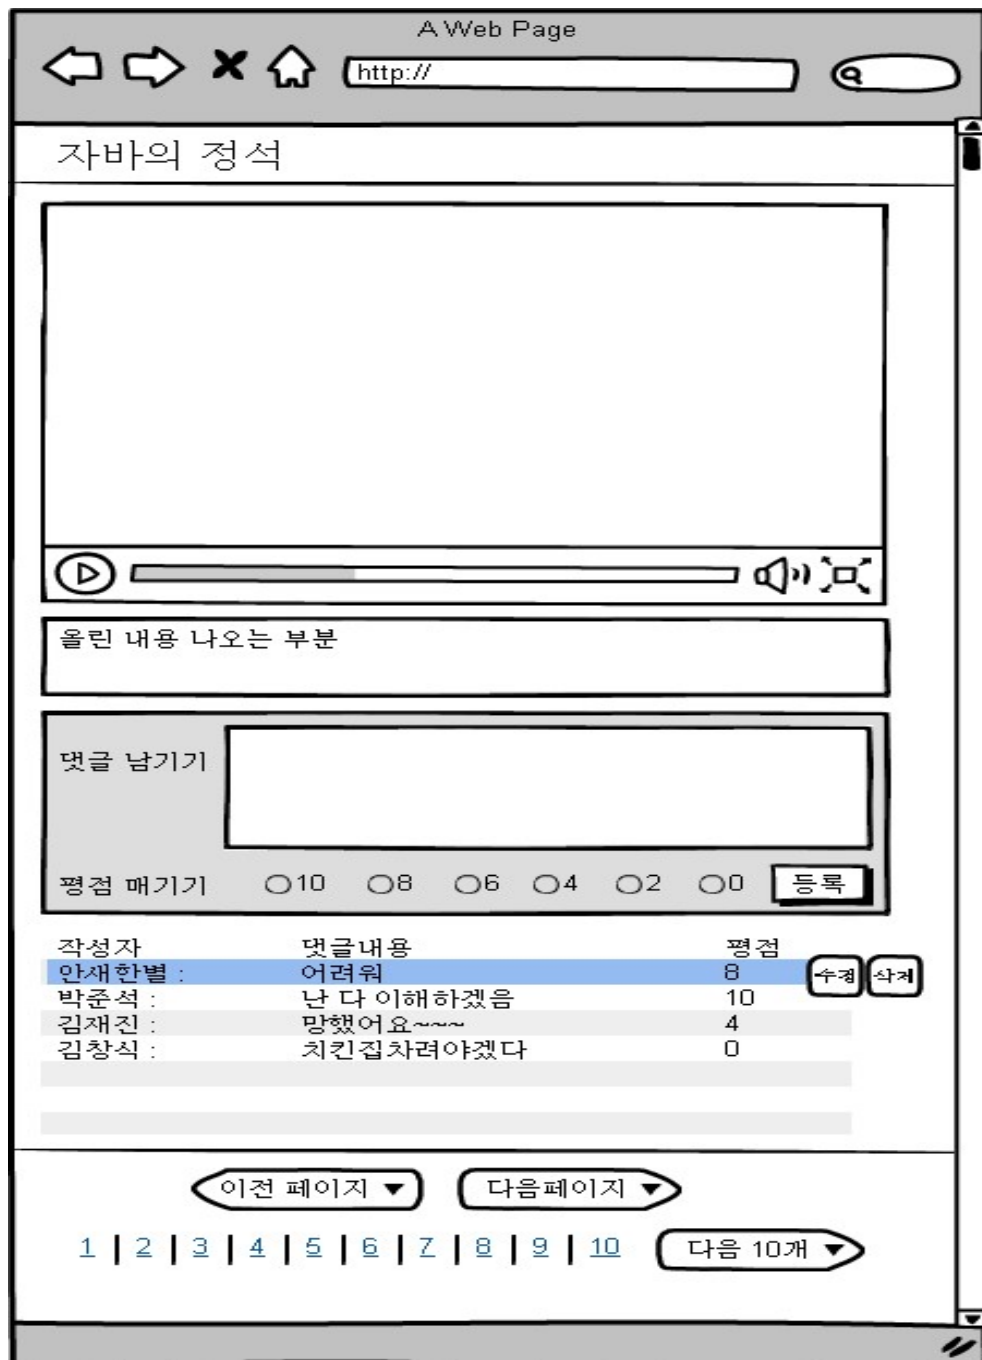 A Web Page
http://
자바의 정석
올린 내용 나오는 부분
댓글 남기기
평점 매기기 10 8 6 4 2 0 등록
작성자 댓글내용 평점
안새한별 : 어려워 8 수정 삭제
박준석 : 난 다 이해하겠음 10
김재진 : 망했어요~~~ 4
김창식 : 치킨집차려야겠다 0
이전 페이지 다음페이지
1 | 2 | 3 | 4 | 5 | 6 | 7 | 8 | 9 | 10 다음 10개